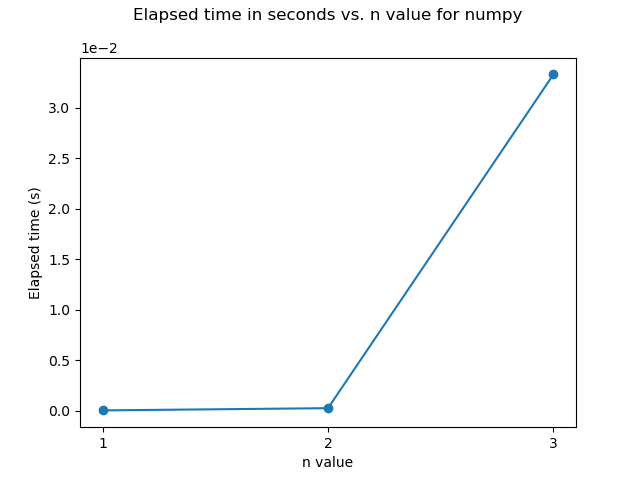 Elapsed time in seconds vs. n value for numpy
1e−2
3.0
2.5
2.0
1.5
1.0
0.5
0.0
Elapsed time (s)
1 2 3
n value